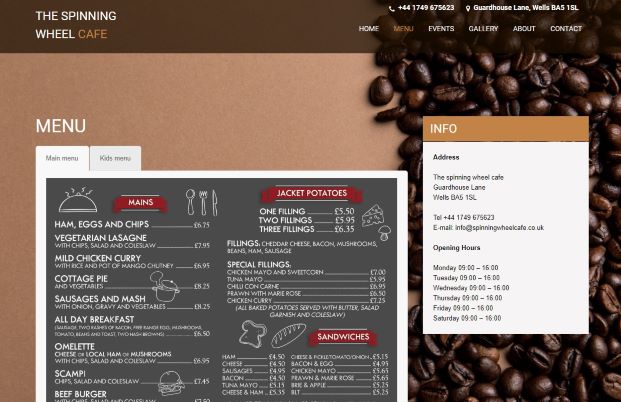 +44 1749 675623 Guardhouse Lane, Wells BA5 1SL
THE SPINNING
WHEEL CAFE
HOME MENU EVENTS GALLERY ABOUT CONTACT
MENU
Main menu Kids menu
MAINS
HAM, EGGS AND CHIPS £6.75
VEGETARIAN LASAGNE
WITH CHIPS, SALAD AND COLESLAW £7.95
MILD CHICKEN CURRY
WITH RICE AND POT OF MANGO CHUTNEY £6.95
COTTAGE PIE
AND VEGETABLES £8.25
SAUSAGES AND MASH
WITH ONION, GRAVY AND VEGETABLES £8.25
ALL DAY BREAKFAST
(SAUSAGE, TWO RASHES OF BACON, FREE RANGE EGG, MUSHROOMS,
TOMATO, BEANS AND TOAST, TWO HASH BROWNS) £6.50
OMELETTE
CHEESE OR LOCAL HAM OR MUSHROOMS
WITH CHIPS, SALAD AND COLESLAW £6.95
SCAMPI
CHIPS, SALAD AND COLESLAW £7.45
BEEF BURGER
JACKET POTATOES
ONE FILLING £5.50
TWO FILLINGS £5.95
THREE FILLINGS £6.35
FILLINGS: CHEDDAR CHEESE, BACON, MUSHROOMS,
BEANS, HAM, SAUSAGE
SPECIAL FILLINGS:
CHICKEN MAYO AND SWEETCORN £7.00
TUNA MAYO £5.95
CHILLI CON CARNE £6.95
PRAWN WITH MARIE ROSE £6.50
CHICKEN CURRY £7.25
(ALL BAKED POTATOES SERVED WITH BUTTER, SALAD
GARNISH AND COLESLAW)
SANDWICHES
HAM £4.50
CHEESE £4.50
SAUSAGES £4.95
BACON £4.50
TUNA MAYO £5.15
CHEESE & HAM £5.35
CHEESE & PICKLE/TOMATO/ONION £5.15
BACON & EGG £4.95
CHICKEN MAYO £5.65
PRAWN & MARIE ROSE £5.65
BRIE & APPLE £5.25
BLT £5.25
INFO
Address
The spinning wheel cafe
Guardhouse Lane
Wells BA5 1SL
Tel +44 1749 675623
E-mail: info@spinningwheelcafe.co.uk
Opening Hours
Monday 09:00 – 16:00
Tuesday 09:00 – 16:00
Wednesday 09:00 – 16:00
Thursday 09:00 – 16:00
Friday 09:00 – 16:00
Saturday 09:00 – 16:00